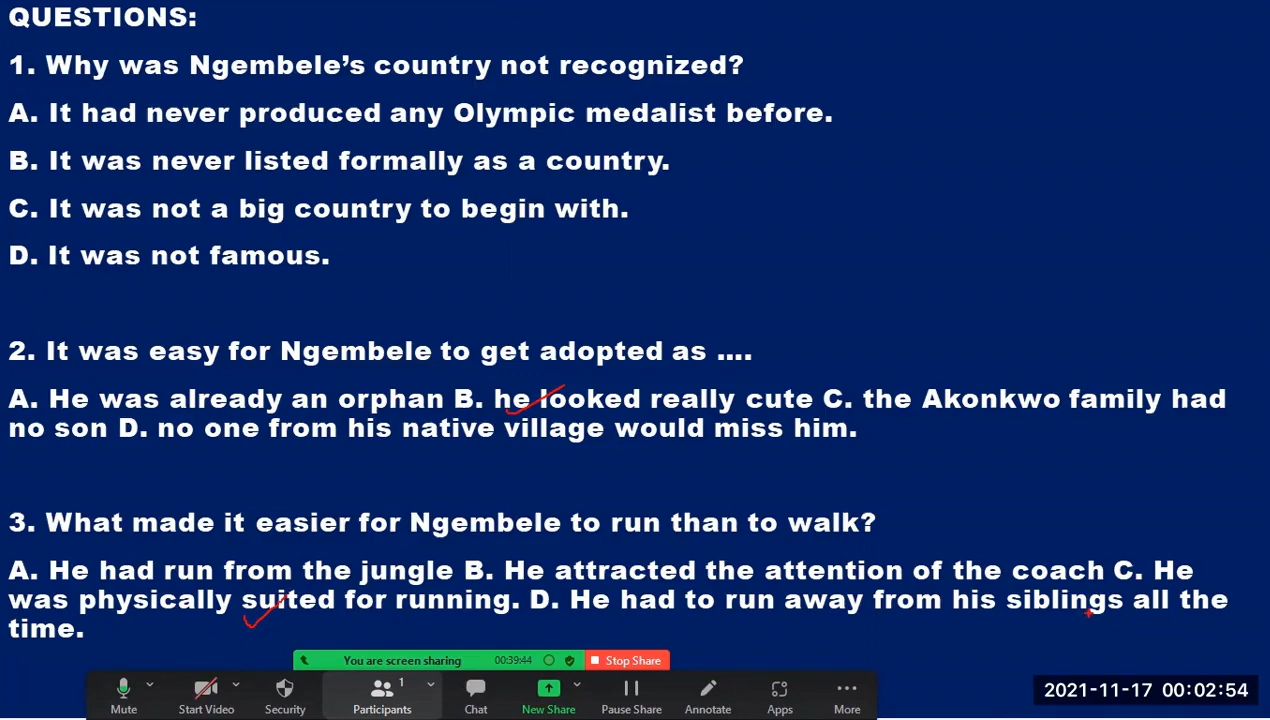 QUESTIONS:
1. Why was Ngembele’s country not recognized?
A. It had never produced any Olympic medalist before.
B. It was never listed formally as a country.
C. It was not a big country to begin with.
D. It was not famous.
2. It was easy for Ngembele to get adopted as ....
A. He was already an orphan B. he looked really cute C. the Akonkwo family had
no son D. no one from his native village would miss him.
3. What made it easier for Ngembele to run than to walk?
A. He had run from the jungle B. He attracted the attention of the coach C. He
was physically suited for running. D. He had to run away from his siblings all the
time.
You are screen sharing 00:39:44 Stop Share
1
Mute Start Video Security Participants Chat New Share Pause Share Annotate Apps More
2021-11-17 00:02:54